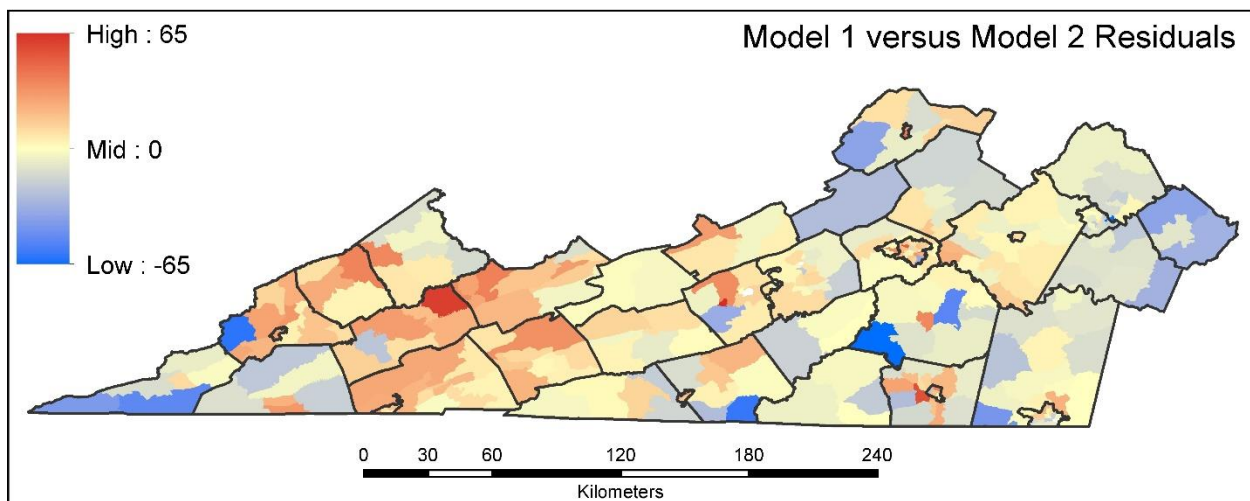 High : 65
Model 1 versus Model 2 Residuals
Mid : 0
Low : -65
0 30 60 120 180 240
Kilometers